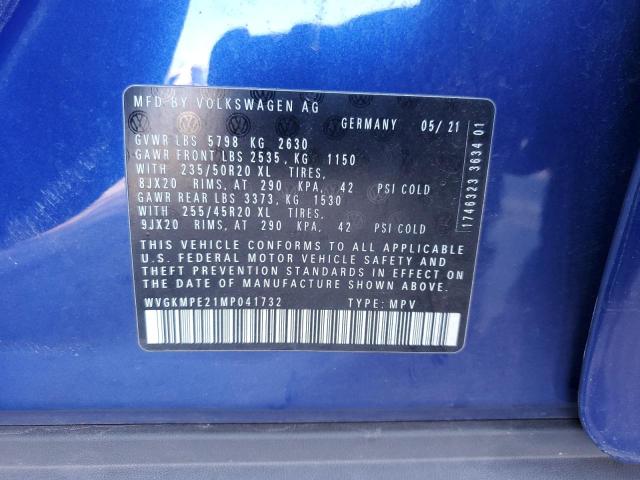 MFD BY VOLKSWAGEN AG
GERMANY 05/21
GVWR LBS 5798 KG 2630
GAWR FRONT LBS 2535, KG 1150
WITH 235/50R20 XL TIRES,
8JX20 RIMS, AT 290 KPA, 42 PSI COLD
GAWR REAR LBS 3373, KG 1530
WITH 255/45R20 XL TIRES,
9JX20 RIMS, AT 290 KPA, 42 PSI COLD
THIS VEHICLE CONFORMS TO ALL APPLICABLE
U.S. FEDERAL MOTOR VEHICLE SAFETY AND
THEFT PREVENTION STANDARDS IN EFFECT ON
THE DATE OF MANUFACTURE SHOWN ABOVE.
WVGKMPE21MP041732 TYPE: MPV
1746323 3634 01